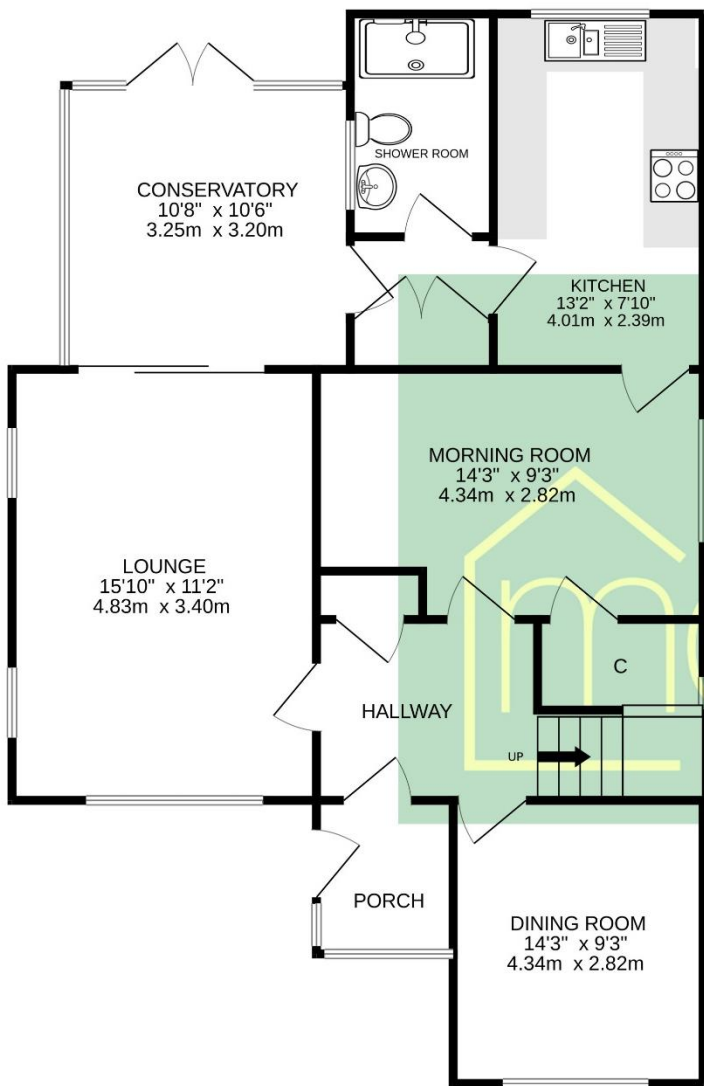 SHOWER ROOM
CONSERVATORY
10'8" x 10'6"
3.25m x 3.20m
KITCHEN
13'2" x 7'10"
4.01m x 2.39m
MORNING ROOM
14'3" x 9'3"
4.34m x 2.82m
LOUNGE
15'10" x 11'2"
4.83m x 3.40m
C
HALLWAY
UP
PORCH
DINING ROOM
14'3" x 9'3"
4.34m x 2.82m